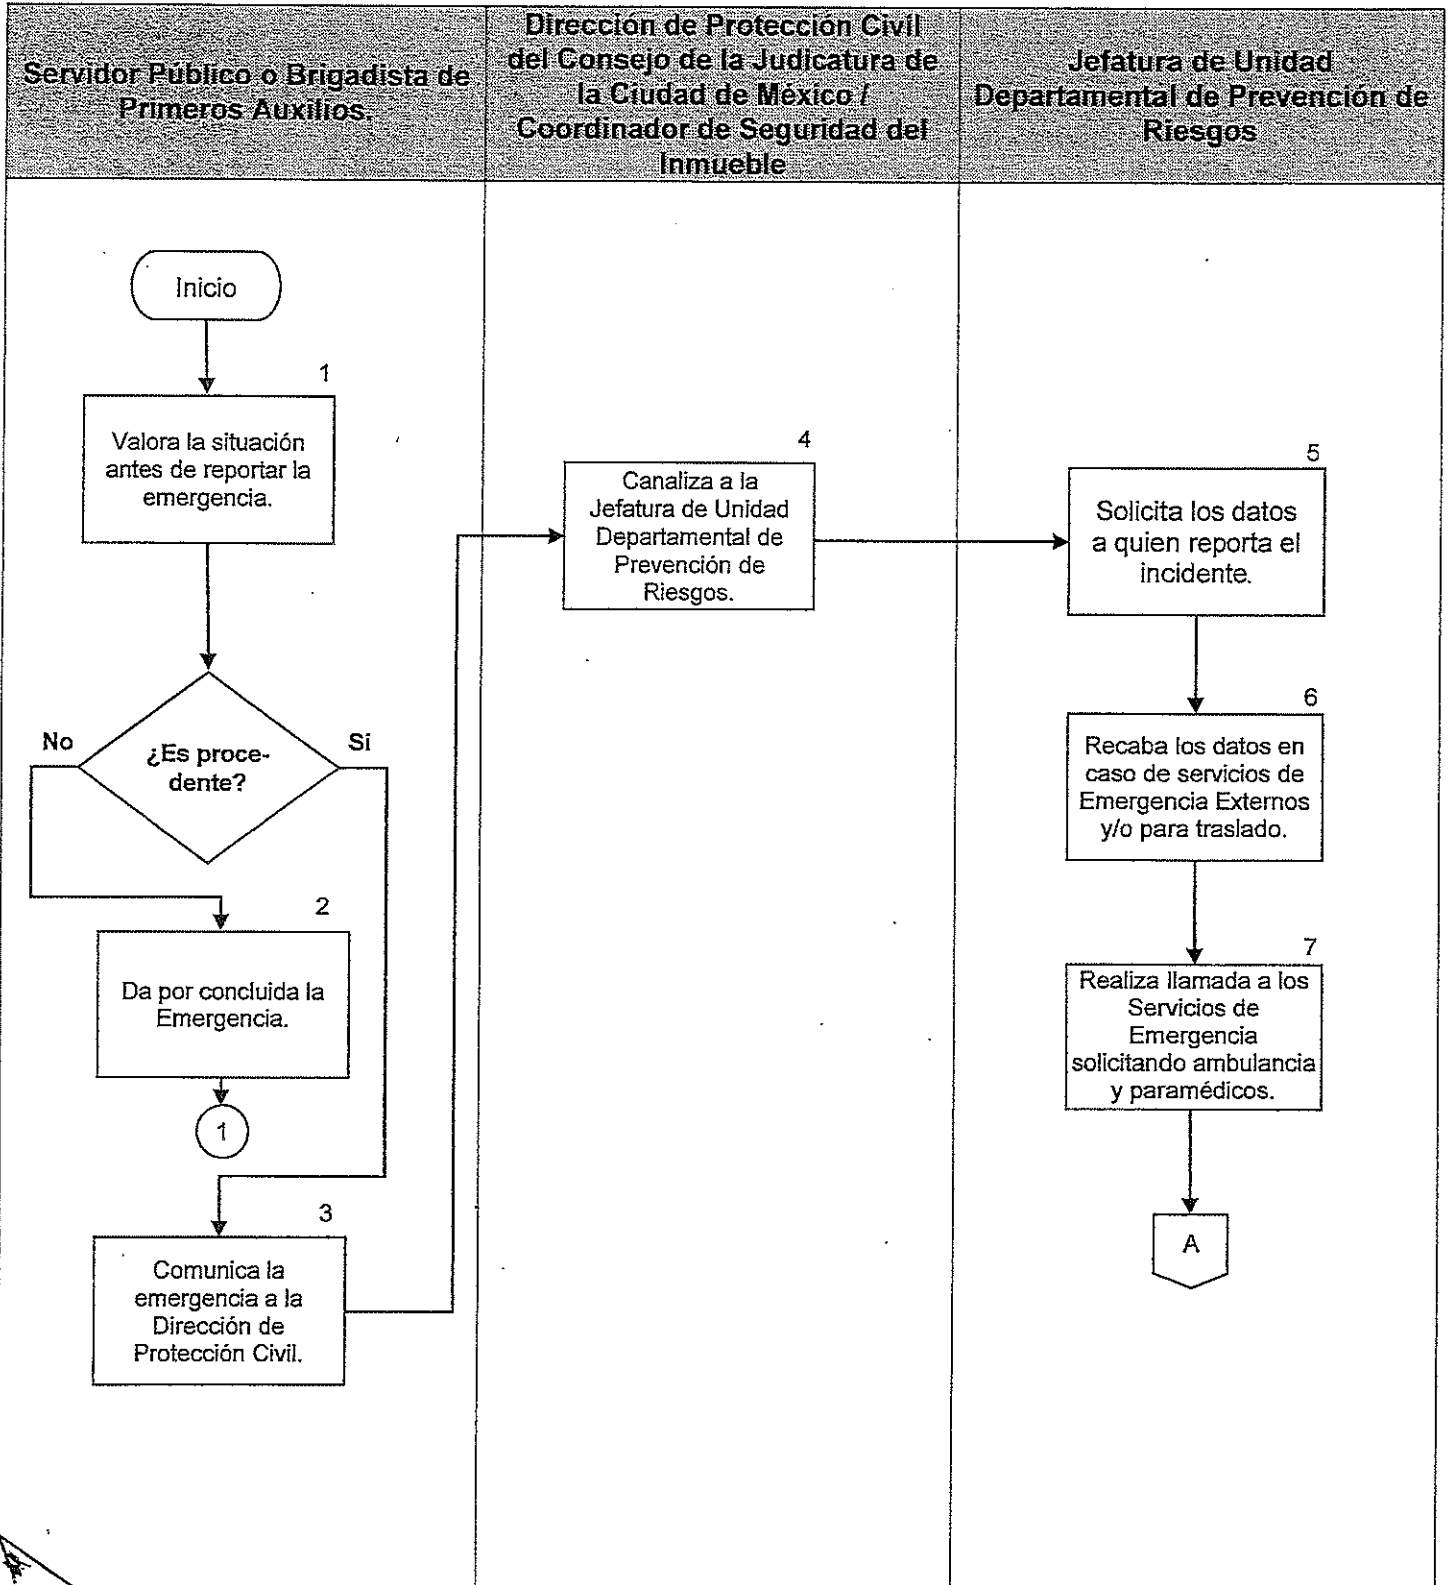 Servidor Público o Brigadista de
Primeros Auxilios.
Dirección de Protección Civil
del Consejo de la Judicatura de
la Ciudad de México /
Coordinador de Seguridad del
Inmueble
Jefatura de Unidad
Departamental de Prevención de
Riesgos
Inicio
1
Valora la situación
antes de reportar la
emergencia.
No
¿Es proce-
dente?
Si
2
Da por concluida la
Emergencia.
1
3
Comunica la
emergencia a la
Dirección de
Protección Civil.
4
Canaliza a la
Jefatura de Unidad
Departamental de
Prevención de
Riesgos.
5
Solicita los datos
a quien reporta el
incidente.
6
Recaba los datos en
caso de servicios de
Emergencia Externos
y/o para traslado.
7
Realiza llamada a los
Servicios de
Emergencia
solicitando ambulancia
y paramédicos.
A